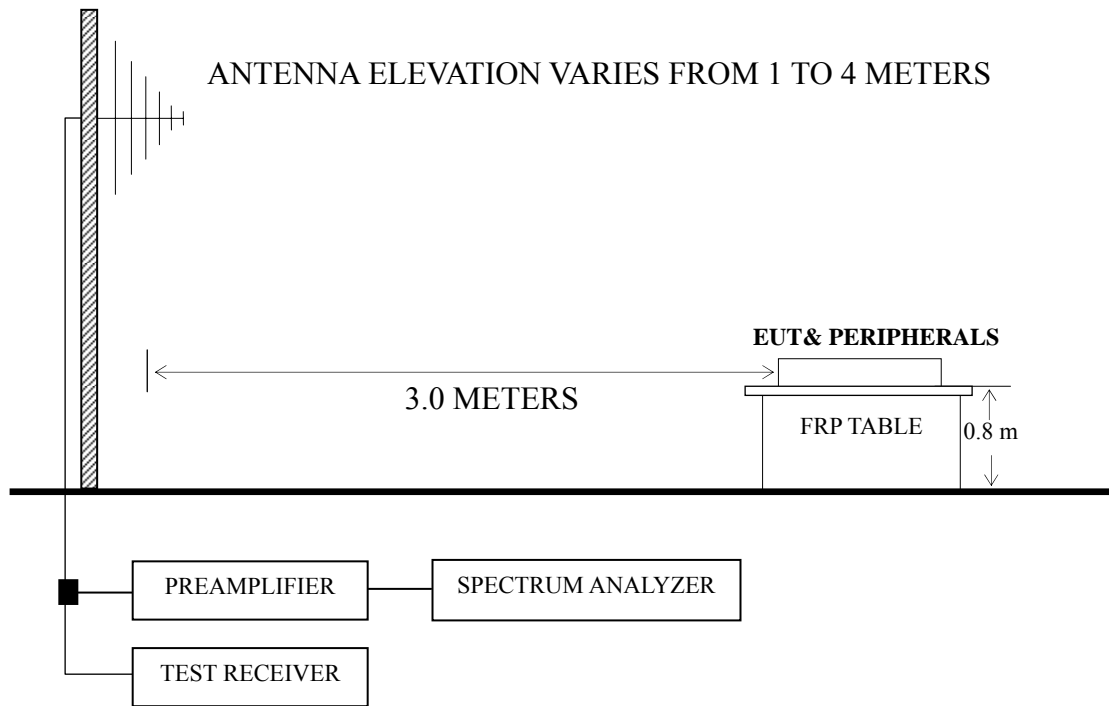 ANTENNA ELEVATION VARIES FROM 1 TO 4 METERS
EUT& PERIPHERALS
3.0 METERS
FRP TABLE
0.8 m
PREAMPLIFIER
SPECTRUM ANALYZER
TEST RECEIVER